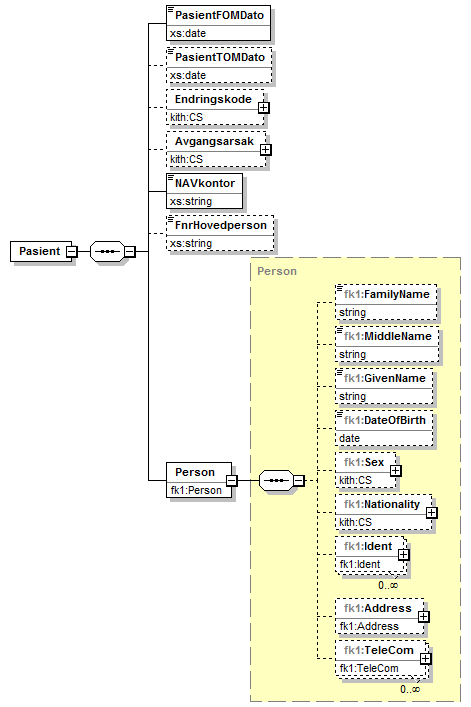 PasientFOMDato
xs:date
PasientTOMDato
xs:date
Endringskode
kith:CS
Avgangsarsak
kith:CS
NAVkontor
xs:string
FnrHovedperson
xs:string
Pasient
Person
fk1:FamilyName
string
fk1:MiddleName
string
fk1:GivenName
string
fk1:DateOfBirth
date
Person
fk1:Person
fk1:Sex
kith:CS
fk1:Nationality
kith:CS
fk1:Ident
fk1:Ident
0..∞
fk1:Address
fk1:Address
fk1:TeleCom
fk1:TeleCom
0..∞